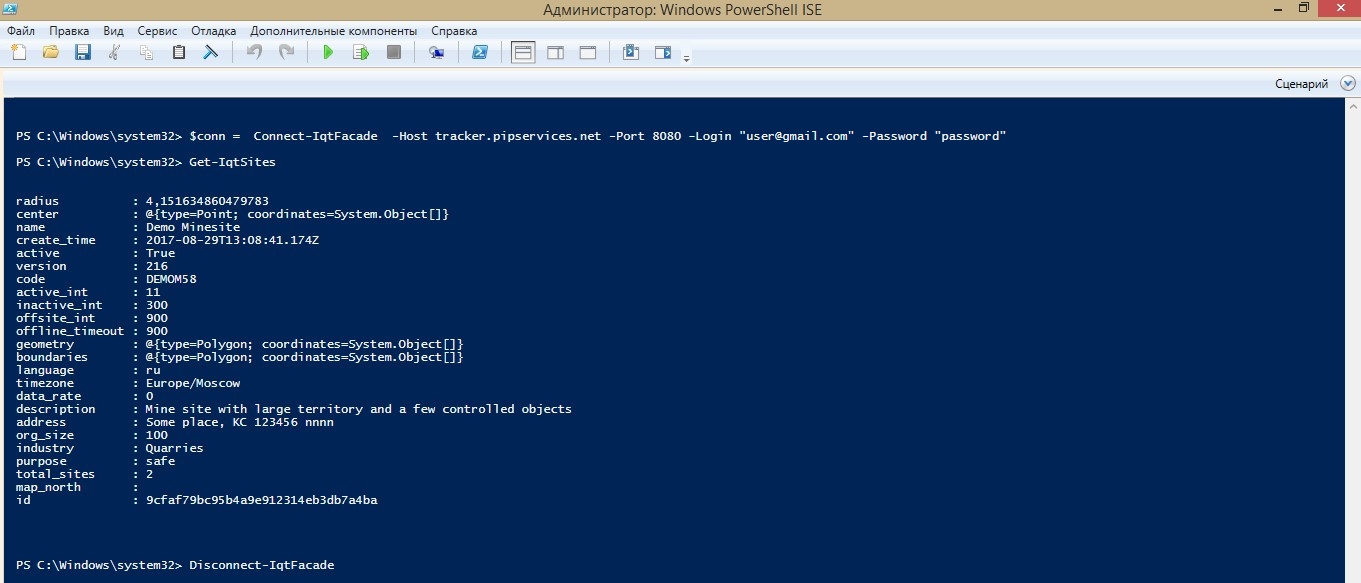 Администратор: Windows PowerShell ISE
Файл Правка Вид Сервис Отладка Дополнительные компоненты Справка
Сценарий
PS C:\Windows\system32> $conn =  Connect-IqtFacade  -Host tracker.pipservices.net -Port 8080 -Login "user@gmail.com" -Password "password"
PS C:\Windows\system32> Get-IqtSites
radius          : 4,151634860479783
center          : @{type=Point; coordinates=System.Object[]}
name            : Demo Minesite
create_time     : 2017-08-29T13:08:41.174Z
active          : True
version         : 216
code            : DEMOM58
active_int      : 11
inactive_int    : 300
offsite_int     : 900
offline_timeout : 900
geometry        : @{type=Polygon; coordinates=System.Object[]}
boundaries      : @{type=Polygon; coordinates=System.Object[]}
language        : ru
timezone        : Europe/Moscow
data_rate       : 0
description     : Mine site with large territory and a few controlled objects
address         : Some place, KC 123456 nnnn
org_size        : 100
industry        : Quarries
purpose         : safe
total_sites     : 2
map_north       :
id              : 9cfaf79bc95b4a9e912314eb3db7a4ba
PS C:\Windows\system32> Disconnect-IqtFacade